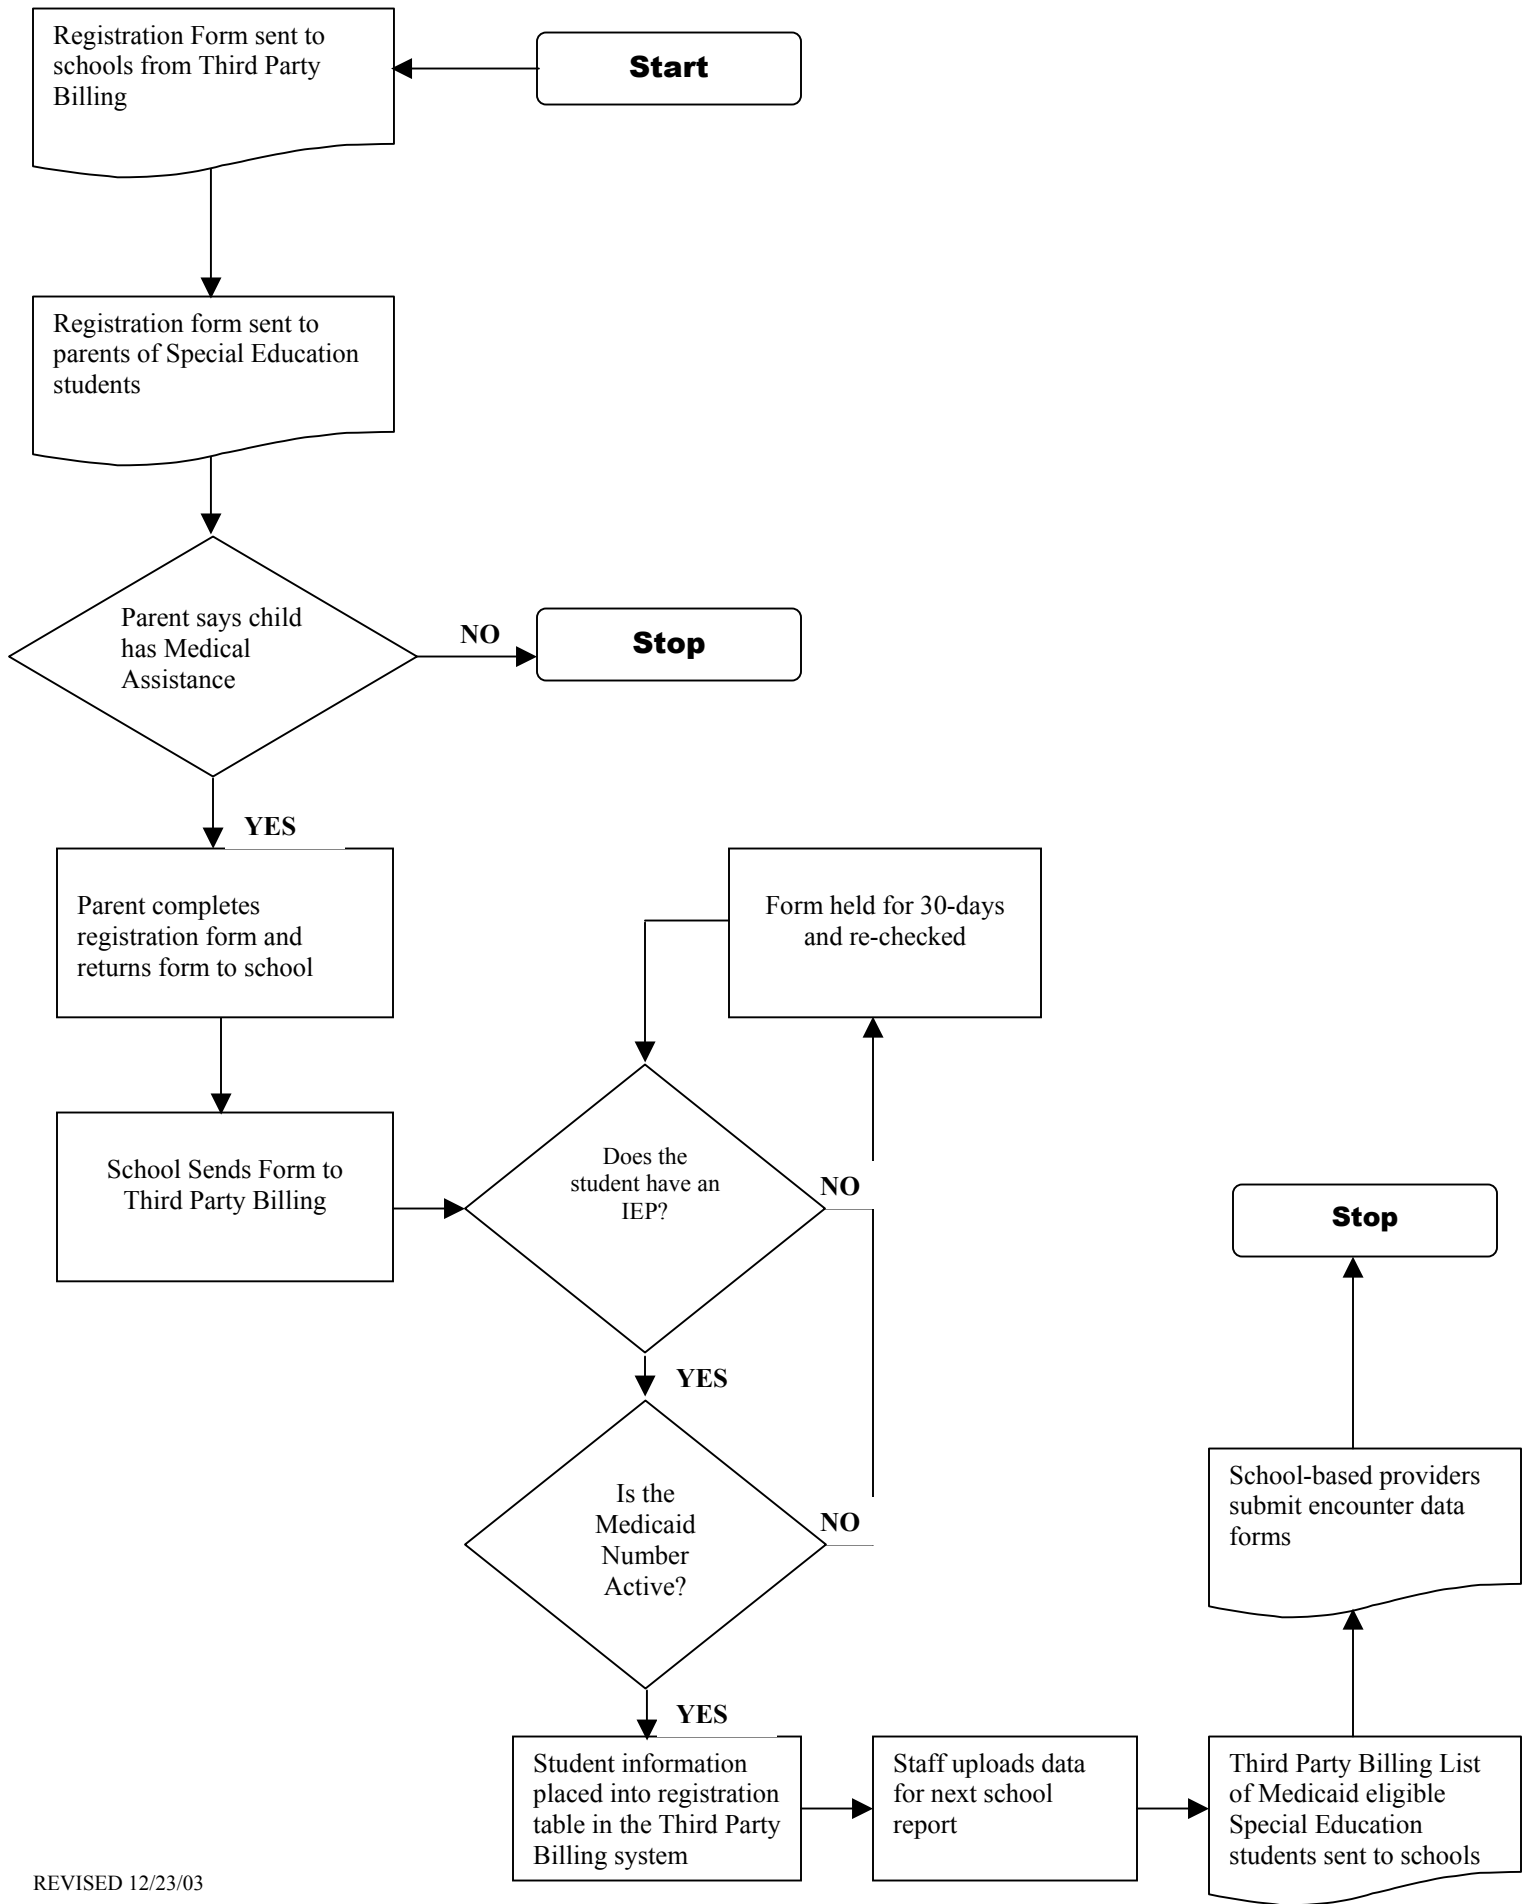 Registration Form sent to
schools from Third Party
Billing
Start
Registration form sent to
parents of Special Education
students
Parent says child
has Medical
Assistance
NO
Stop
YES
Parent completes
registration form and
returns form to school
Form held for 30-days
and re-checked
School Sends Form to
Third Party Billing
Does the
student have an
IEP?
NO
YES
Is the
Medicaid
Number
Active?
NO
YES
Student information
placed into registration
table in the Third Party
Billing system
Staff uploads data
for next school
report
Third Party Billing List
of Medicaid eligible
Special Education
students sent to schools
School-based providers
submit encounter data
forms
Stop
REVISED 12/23/03